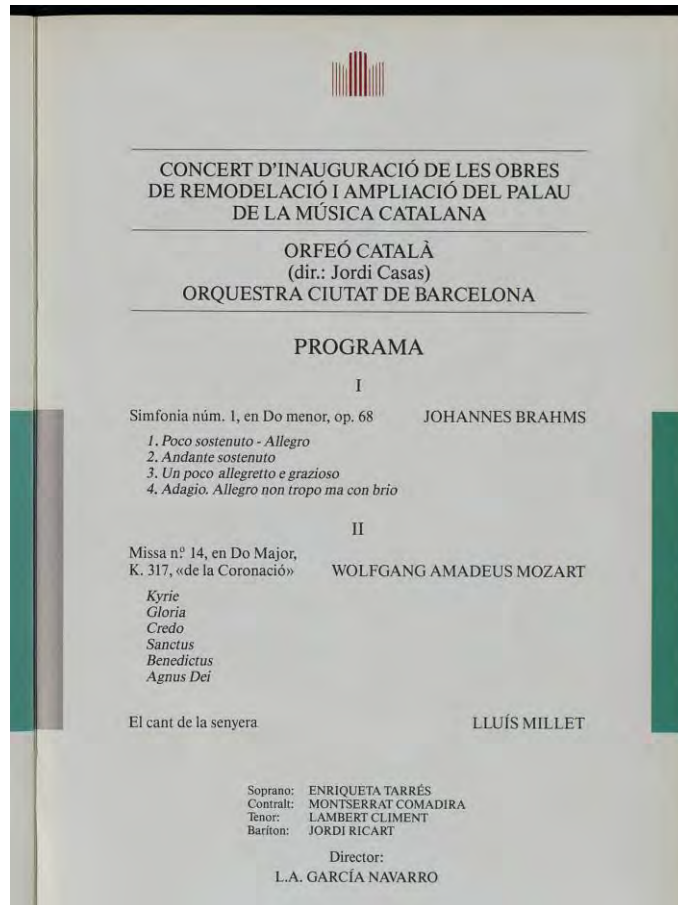 CONCERT D'INAUGURACIÓ DE LES OBRES
DE REMODELACIÓ I AMPLIACIÓ DEL PALAU
DE LA MÚSICA CATALANA
ORFEÓ CATALÀ
(dir.: Jordi Casas)
ORQUESTRA CIUTAT DE BARCELONA
PROGRAMA
I
Simfonia núm. 1, en Do menor, op. 68 JOHANNES BRAHMS
1. Poco sostenuto - Allegro
2. Andante sostenuto
3. Un poco allegretto e grazioso
4. Adagio. Allegro non tropo ma con brio
II
Missa n.º 14, en Do Major,
K. 317, «de la Coronació» WOLFGANG AMADEUS MOZART
Kyrie
Gloria
Credo
Sanctus
Benedictus
Agnus Dei
El cant de la senyera LLUÍS MILLET
Soprano: ENRIQUETA TARRÉS
Contralt: MONTSERRAT COMADIRA
Tenor: LAMBERT CLIMENT
Baríton: JORDI RICART
Director:
L.A. GARCÍA NAVARRO